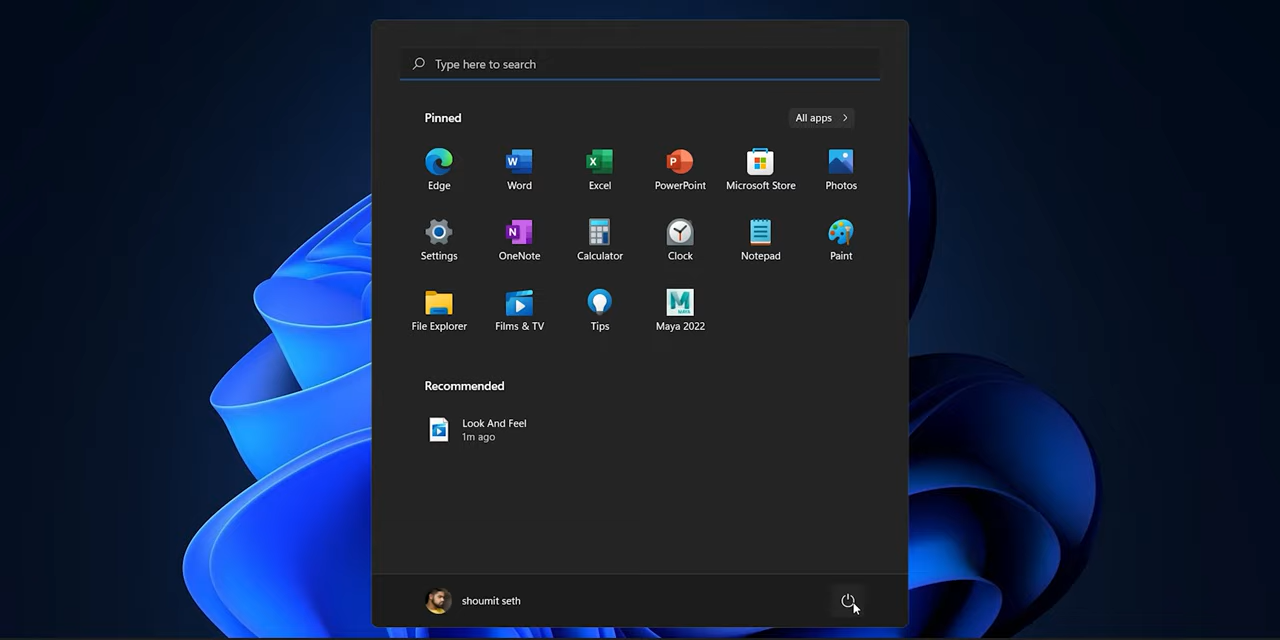 Type here to search
Pinned
All apps
Edge
Word
Excel
PowerPoint
Microsoft Store
Photos
Settings
OneNote
Calculator
Clock
Notepad
Paint
File Explorer
Films & TV
Tips
Maya 2022
Recommended
Look And Feel
1m ago
shoumit seth